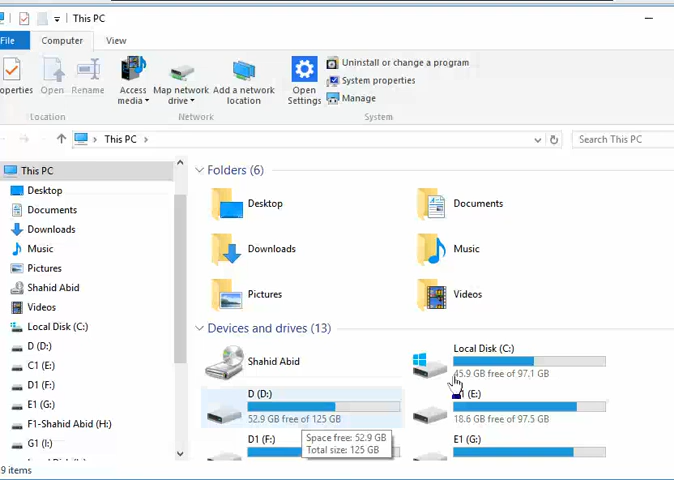 This PC
File
Computer
View
operties
Open
Rename
Access media
Map network drive
Add a network location
Open Settings
Uninstall or change a program
System properties
Manage
Location
Network
System
This PC
Search This PC
This PC
Desktop
Documents
Downloads
Music
Pictures
Shahid Abid
Videos
Local Disk (C:)
D (D:)
C1 (E:)
D1 (F:)
E1 (G:)
F1-Shahid Abid (H:)
G1 (I:)
9 items
Folders (6)
Desktop
Documents
Downloads
Music
Pictures
Videos
Devices and drives (13)
Shahid Abid
Local Disk (C:)
45.9 GB free of 97.1 GB
D (D:)
52.9 GB free of 125 GB
1 (E:)
18.6 GB free of 97.5 GB
D1 (F:)
E1 (G:)
Space free: 52.9 GB
Total size: 125 GB